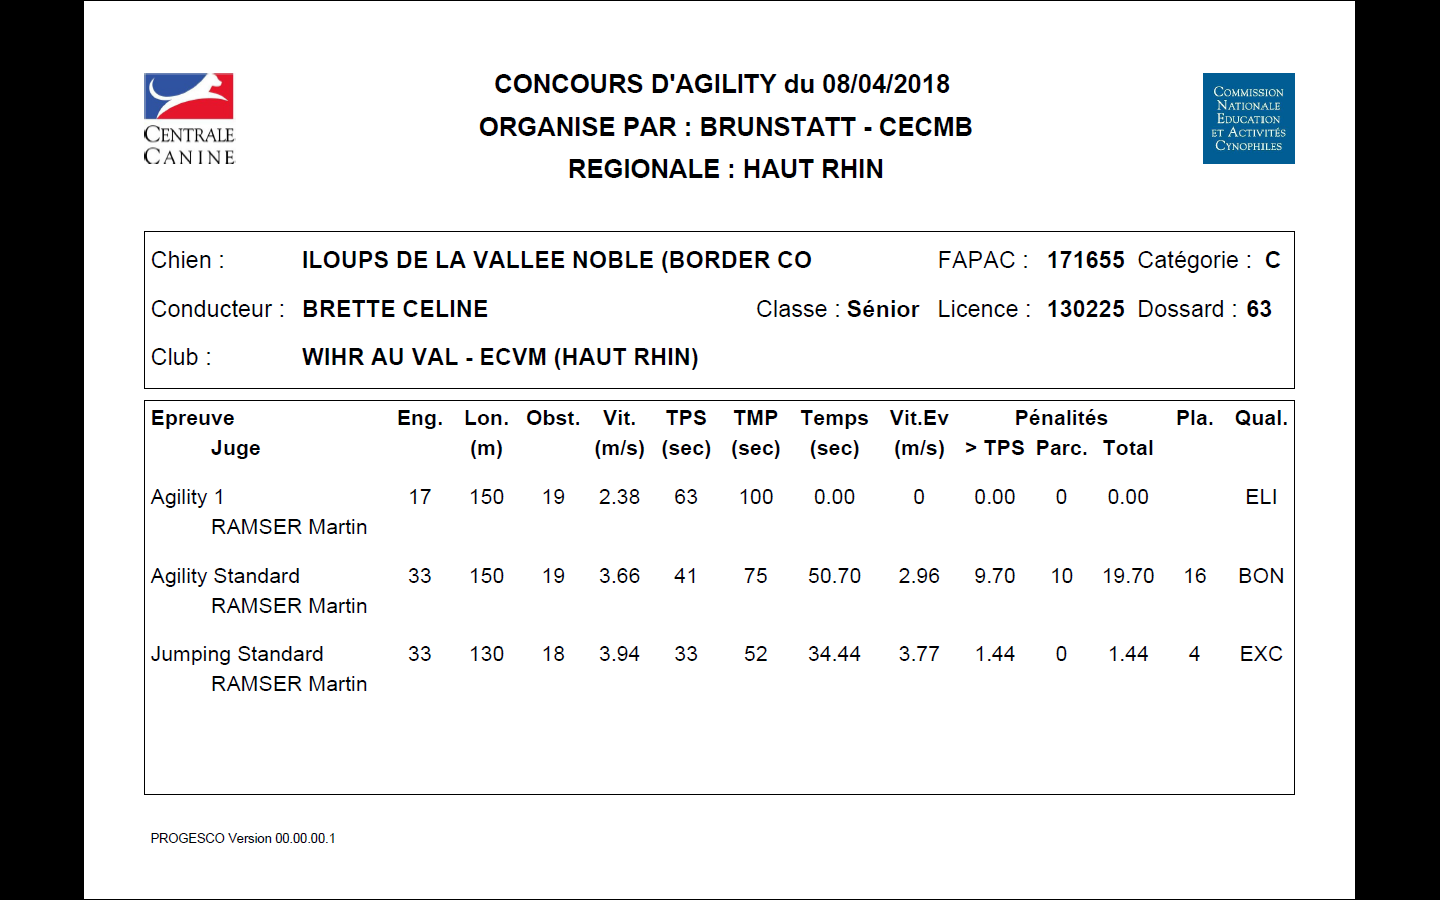 CENTRALE
CANINE
CONCOURS D'AGILITY du 08/04/2018
ORGANISE PAR : BRUNSTATT - CECMB
REGIONALE : HAUT RHIN
COMMISSION
NATIONALE
EDUCATION
ET ACTIVITÉS
CYNOPHILES
Chien : ILOUPS DE LA VALLEE NOBLE (BORDER CO FAPAC : 171655 Catégorie : C
Conducteur : BRETTE CELINE Classe : Sénior Licence : 130225 Dossard : 63
Club : WIHR AU VAL - ECVM (HAUT RHIN)
Epreuve Eng. Lon. Obst. Vit. TPS TMP Temps Vit.Ev Pénalités Pla. Qual.
Juge (m) (m/s) (sec) (sec) (sec) (m/s) > TPS Parc. Total
Agility 1 17 150 19 2.38 63 100 0.00 0 0.00 0 0.00 ELI
RAMSER Martin
Agility Standard 33 150 19 3.66 41 75 50.70 2.96 9.70 10 19.70 16 BON
RAMSER Martin
Jumping Standard 33 130 18 3.94 33 52 34.44 3.77 1.44 0 1.44 4 EXC
RAMSER Martin
PROGESCO Version 00.00.00.1